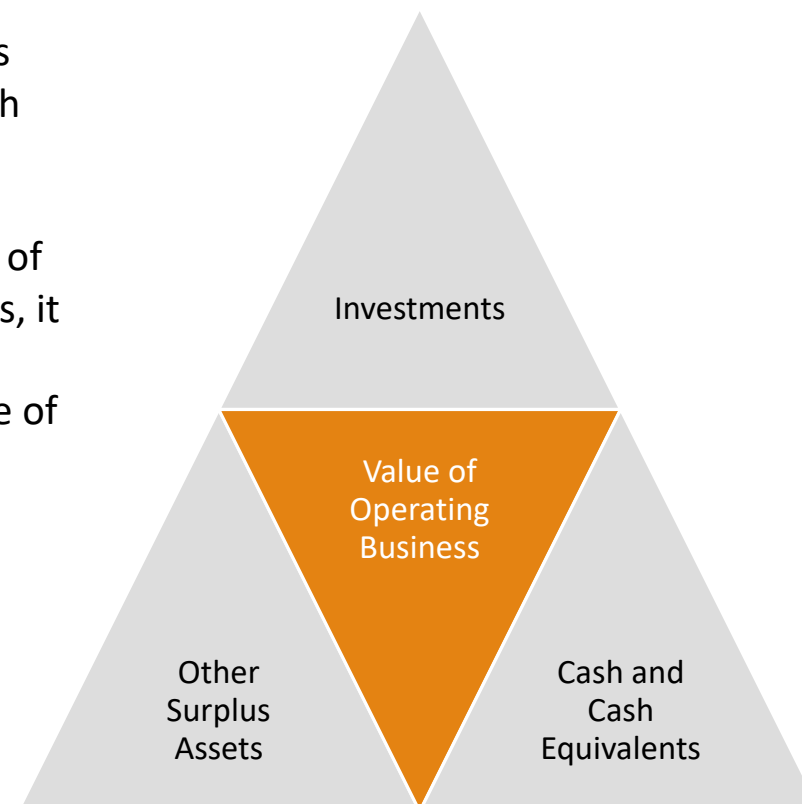 s
h
of
s, it
e of
Investments
Value of
Operating
Business
Other
Surplus
Assets
Cash and
Cash
Equivalents